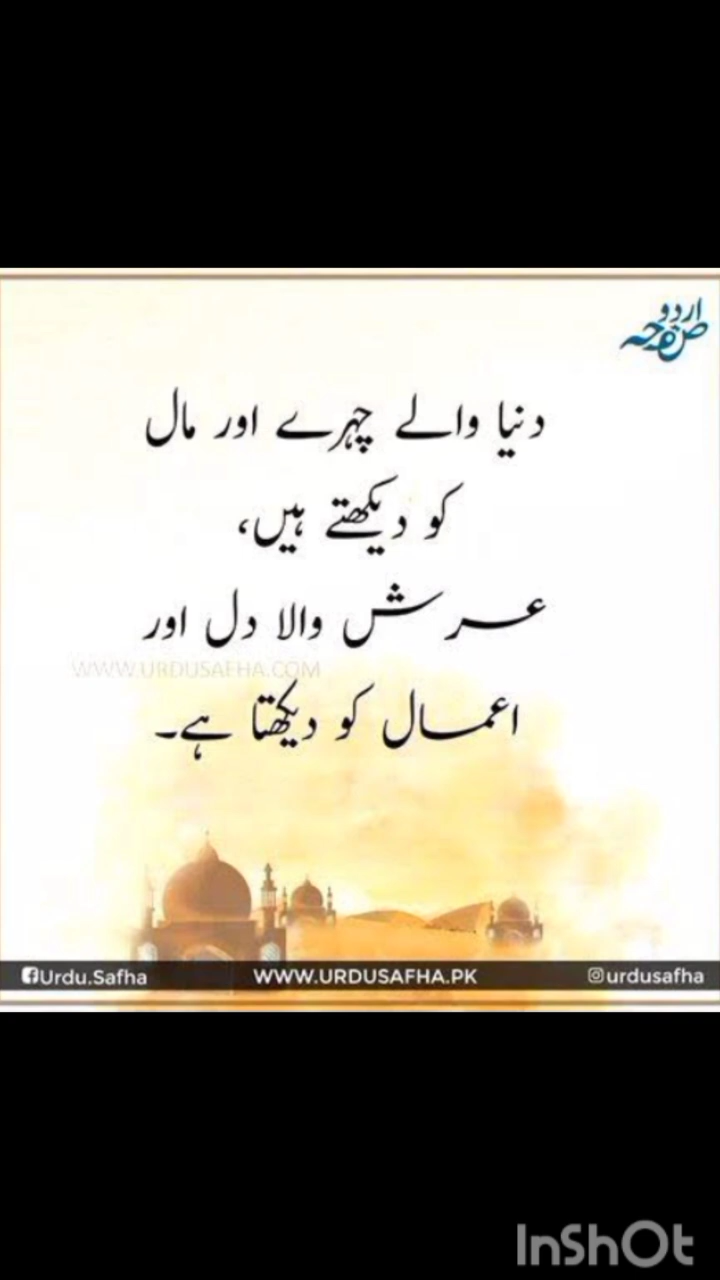 اردو
صفحہ
دنیا والے چہرے اور مال
کو دیکھتے ہیں،
عرش والا دل اور
WWW.URDUSAFHA.COM
اعمال کو دیکھتا ہے۔
Urdu.Safha WWW.URDUSAFHA.PK urdusafha
InShOt